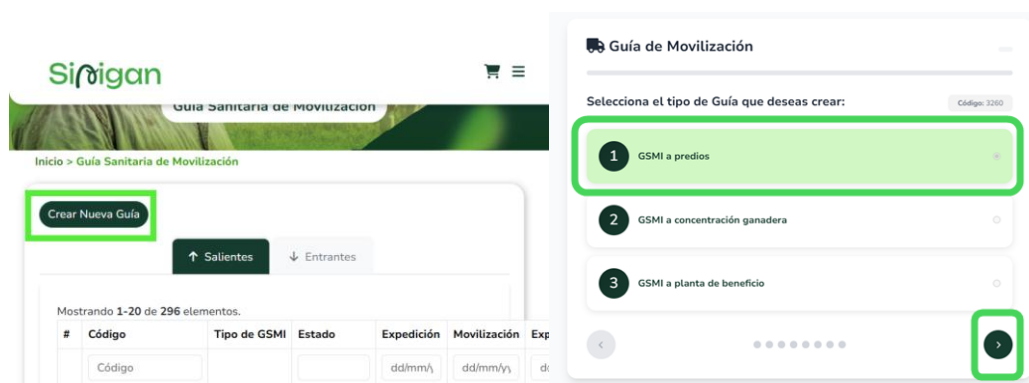 Sinigan
Guía Sanitaria de Movilización
Inicio > Guía Sanitaria de Movilización
Crear Nueva Guía
↑ Salientes
↓ Entrantes
Mostrando 1-20 de 296 elementos.
# Código Tipo de GSMI Estado Expedición Movilización Exp
Código dd/mm/ dd/mm/yy d
Guía de Movilización
Selecciona el tipo de Guía que deseas crear:
Código: 3260
1 GSMI a predios
2 GSMI a concentración ganadera
3 GSMI a planta de beneficio